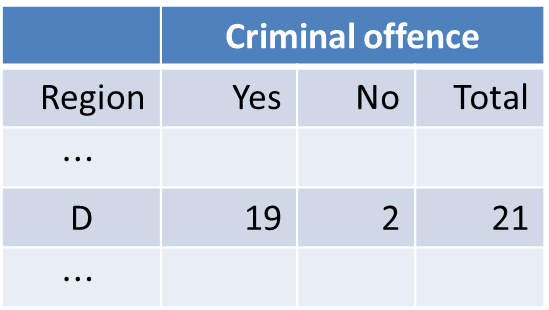 Criminal offence
Region Yes No Total
...
D 19 2 21
...